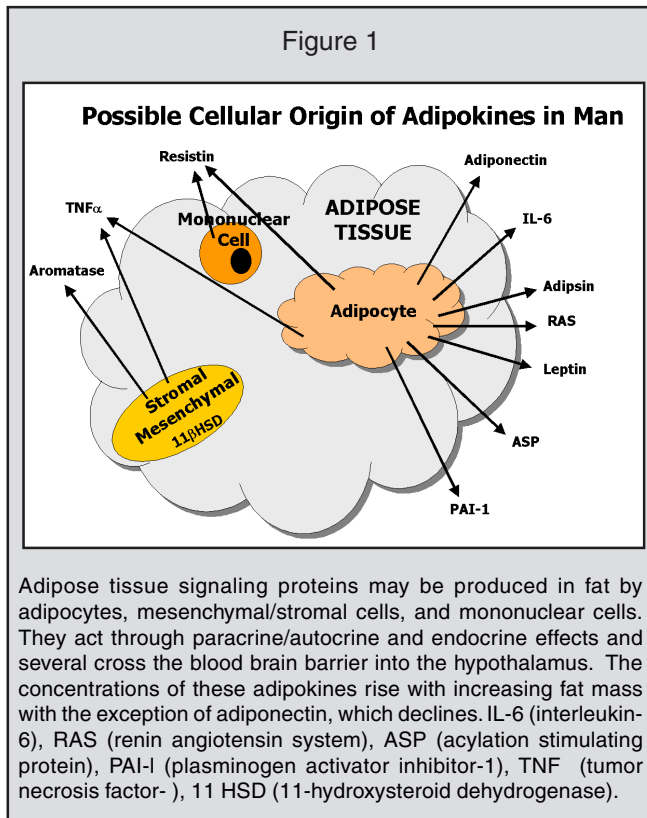 Figure 1
Possible Cellular Origin of Adipokines in Man
Resistin
Adiponectin
TNFα
Mononuclear
Cell
ADIPOSE
TISSUE
IL-6
Aromatase
Adipsin
Adipocyte
RAS
Leptin
Stromal
Mesenchymal
11βHSD
ASP
PAI-1
Adipose tissue signaling proteins may be produced in fat by
adipocytes, mesenchymal/stromal cells, and mononuclear cells.
They act through paracrine/autocrine and endocrine effects and
several cross the blood brain barrier into the hypothalamus. The
concentrations of these adipokines rise with increasing fat mass
with the exception of adiponectin, which declines. IL-6 (interleukin-
6), RAS (renin angiotensin system), ASP (acylation stimulating
protein), PAI-I (plasminogen activator inhibitor-1), TNF (tumor
necrosis factor- ), 11 HSD (11-hydroxysteroid dehydrogenase).